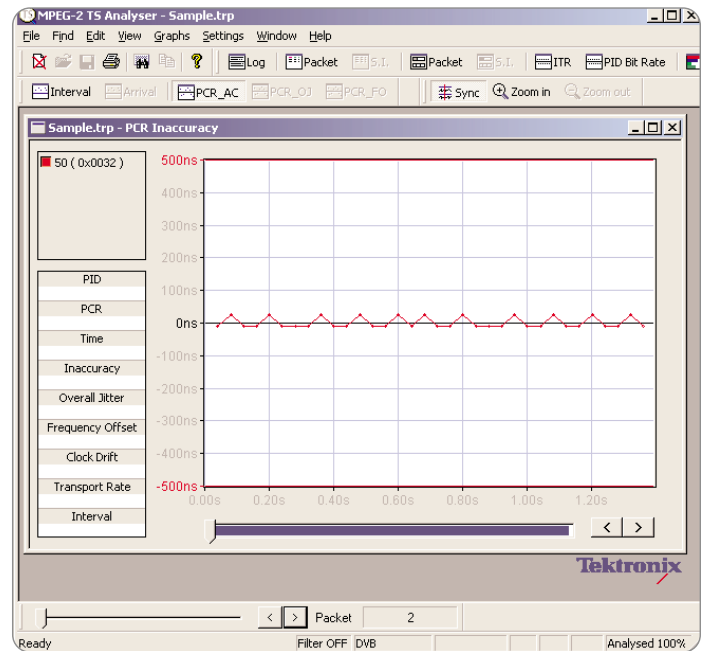 MPEG-2 TS Analyser - Sample.trp
File Find Edit View Graphs Settings Window Help
Log Packet S.I. Packet S.I. ITR PID Bit Rate
Interval Arrival PCR_AC PCR_OJ PCR_FO Sync Zoom in Zoom out
Sample.trp - PCR Inaccuracy
50 ( 0x0032 )
PID
PCR
Time
Inaccuracy
Overall Jitter
Frequency Offset
Clock Drift
Transport Rate
Interval
500ns
400ns
300ns
200ns
100ns
0ns
-100ns
-200ns
-300ns
-400ns
-500ns
0.00s 0.20s 0.40s 0.60s 0.80s 1.00s 1.20s
< >
Tektronix
< > Packet 2
Ready Filter OFF DVB Analysed 100%